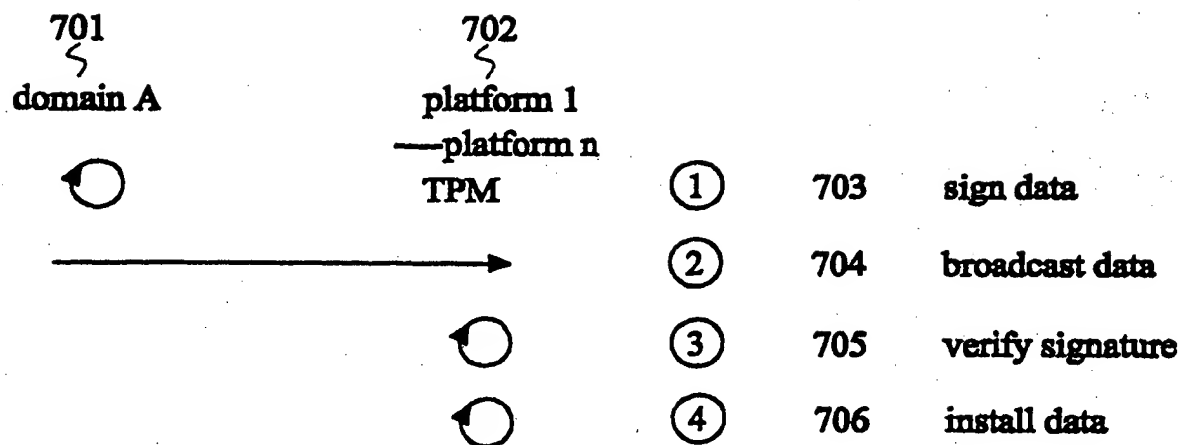 701 702
domain A platform 1
platform n
TPM 1 703 sign data
2 704 broadcast data
3 705 verify signature
4 706 install data